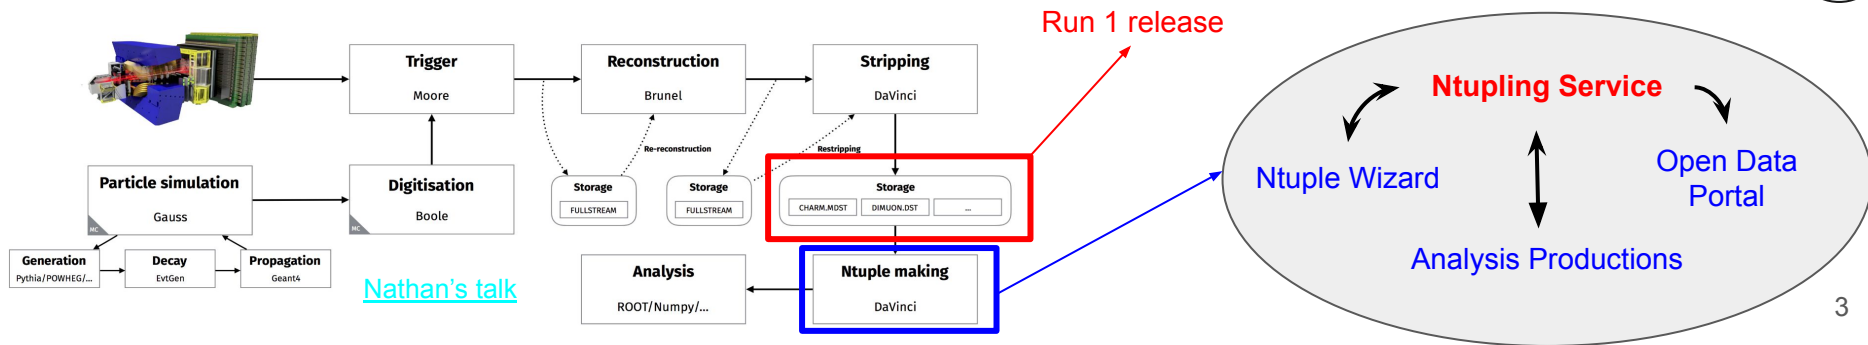 Run 1 release
Trigger
Moore
Reconstruction
Brunel
Stripping
DaVinci
Re-reconstruction
Restripping
Particle simulation
Gauss
MC
Digitisation
Boole
MC
Storage
FULLSTREAM
Storage
FULLSTREAM
Storage
CHARM.MDST
DIMUON.DST
...
Generation
Pythia/POWHEG/...
Decay
EvtGen
Propagation
Geant4
Nathan's talk
Analysis
ROOT/Numpy/...
Ntuple making
DaVinci
Ntupling Service
Ntuple Wizard
Open Data
Portal
Analysis Productions
3